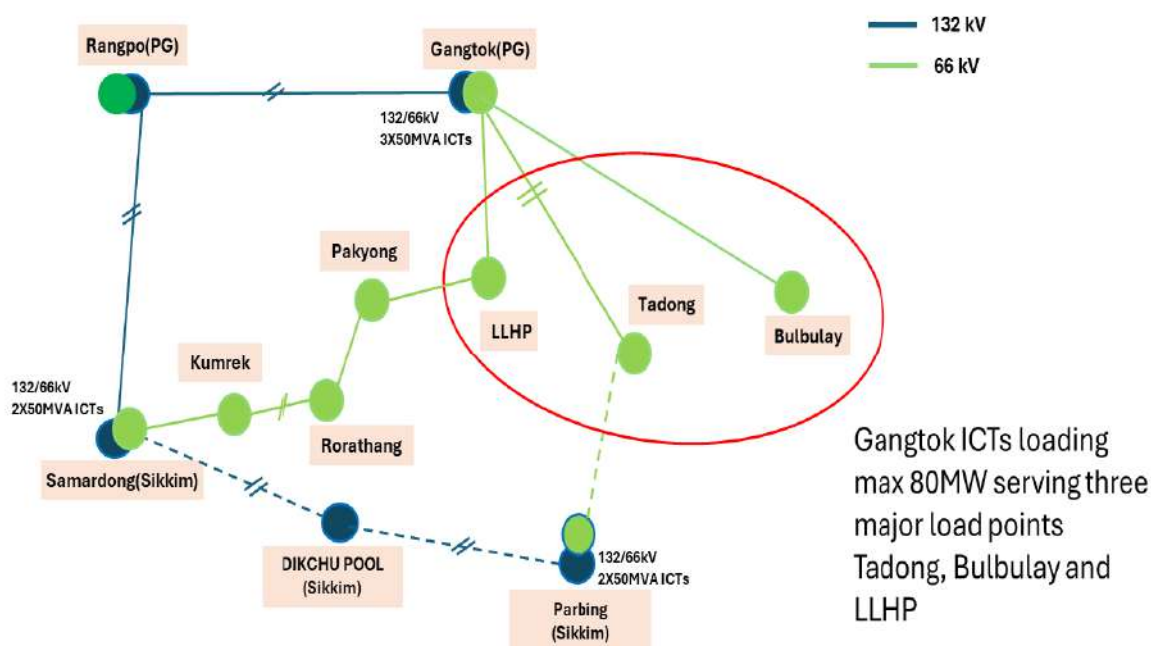 Rangpo(PG)
Gangtok(PG)
132 kV
66 kV
132/66kV
3X50MVA ICTs
Pakyong
LLHP
Tadong
Bulbulay
Kumrek
132/66kV
2X50MVA ICTs
Rorathang
Samardong(Sikkim)
DIKCHU POOL
(Sikkim)
132/66kV
2X50MVA ICTs
Parbing
(Sikkim)
Gangtok ICTs loading
max 80MW serving three
major load points
Tadong, Bulbulay and
LLHP